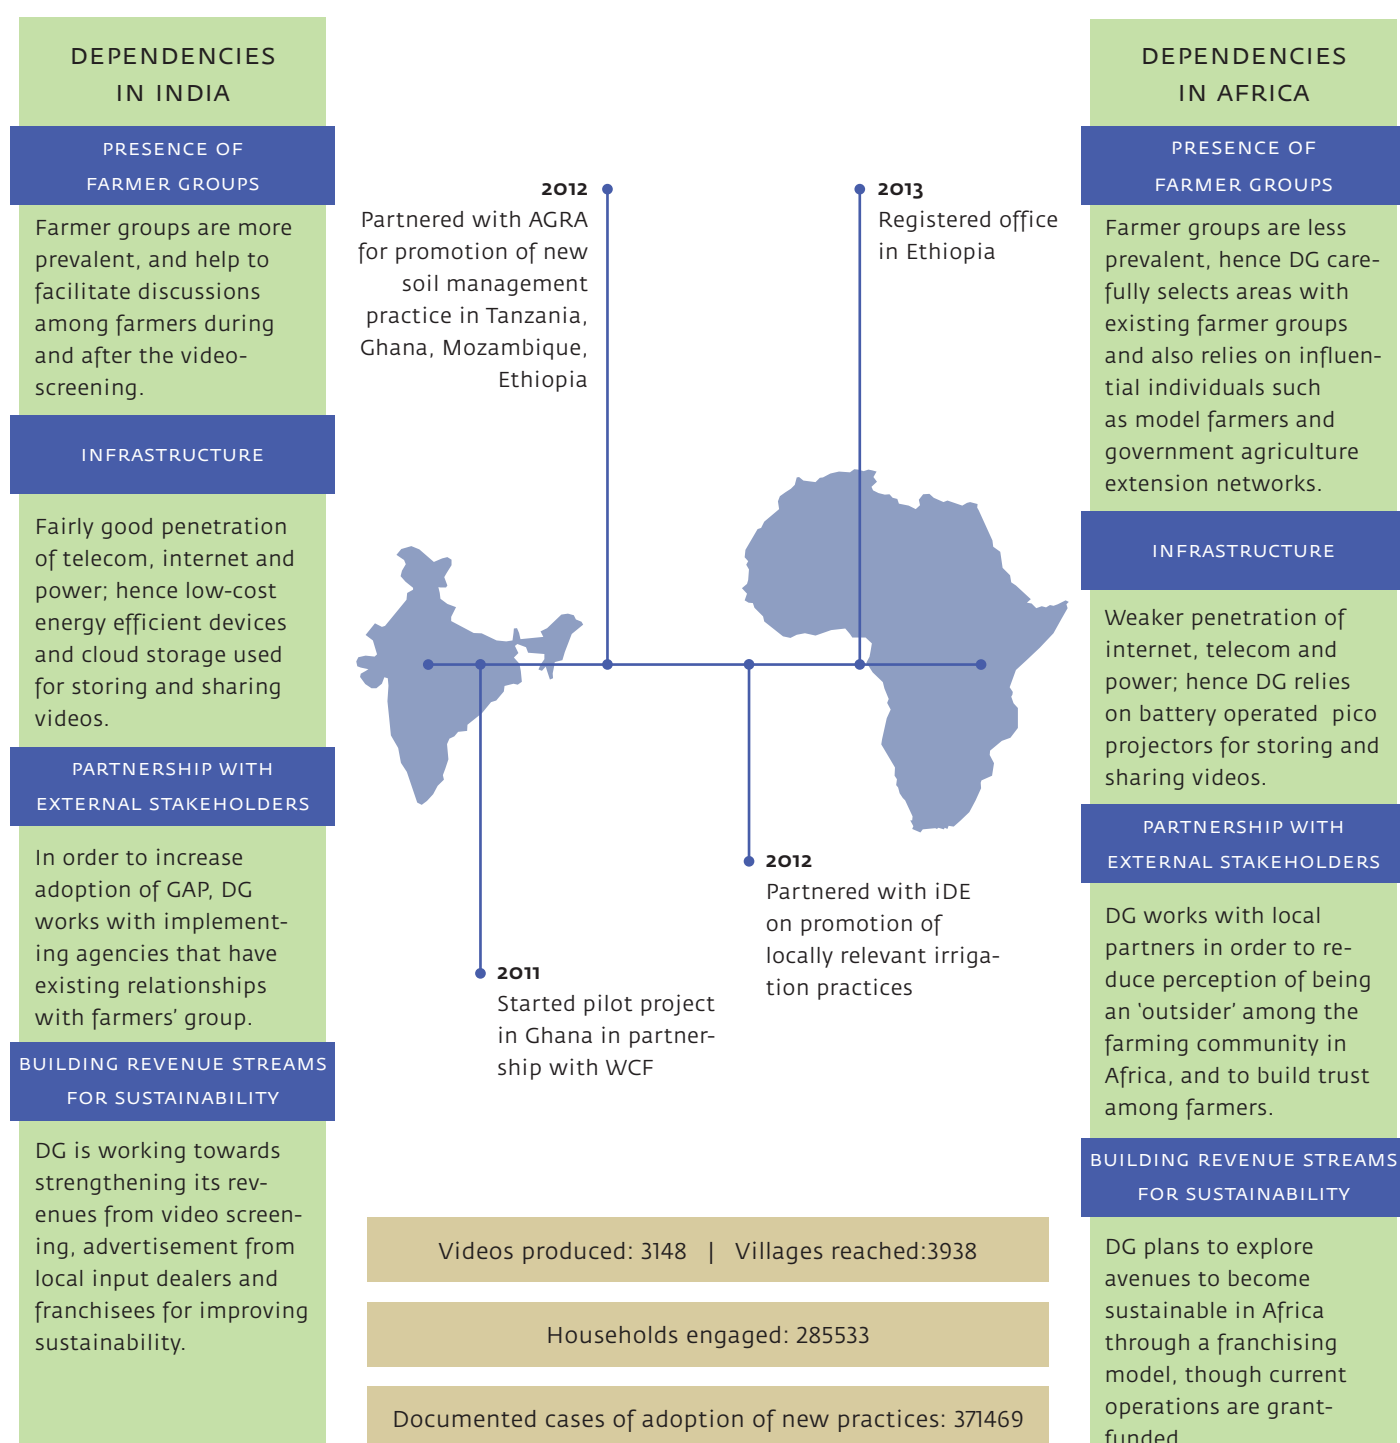 DEPENDENCIES
IN INDIA
PRESENCE OF
FARMER GROUPS
Farmer groups are more
prevalent, and help to
facilitate discussions
among farmers during
and after the video-
screening.
INFRASTRUCTURE
Fairly good penetration
of telecom, internet and
power; hence low-cost
energy efficient devices
and cloud storage used
for storing and sharing
videos.
PARTNERSHIP WITH
EXTERNAL STAKEHOLDERS
In order to increase
adoption of GAP, DG
works with implement-
ing agencies that have
existing relationships
with farmers' group.
BUILDING REVENUE STREAMS
FOR SUSTAINABILITY
DG is working towards
strengthening its rev-
enues from video screen-
ing, advertisement from
local input dealers and
franchisees for improving
sustainability.
2012
Partnered with AGRA
for promotion of new
soil management
practice in Tanzania,
Ghana, Mozambique,
Ethiopia
2013
Registered office
in Ethiopia
2011
Started pilot project
in Ghana in partner-
ship with WCF
2012
Partnered with iDE
on promotion of
locally relevant irriga-
tion practices
Videos produced: 3148 | Villages reached:3938
Households engaged: 285533
Documented cases of adoption of new practices: 371469
DEPENDENCIES
IN AFRICA
PRESENCE OF
FARMER GROUPS
Farmer groups are less
prevalent, hence DG care-
fully selects areas with
existing farmer groups
and also relies on influen-
tial individuals such
as model farmers and
government agriculture
extension networks.
INFRASTRUCTURE
Weaker penetration of
internet, telecom and
power; hence DG relies
on battery operated  pico
projectors for storing and
sharing videos.
PARTNERSHIP WITH
EXTERNAL STAKEHOLDERS
DG works with local
partners in order to re-
duce perception of being
an 'outsider' among the
farming community in
Africa, and to build trust
among farmers.
BUILDING REVENUE STREAMS
FOR SUSTAINABILITY
DG plans to explore
avenues to become
sustainable in Africa
through a franchising
model, though current
operations are grant-
funded